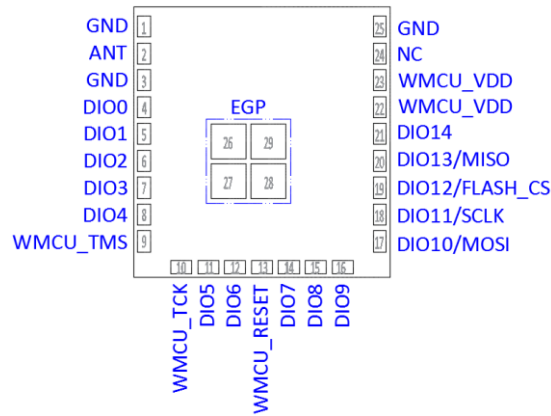 GND 1
ANT 2
GND 3
DIO0 4
DIO1 5
DIO2 6
DIO3 7
DIO4 8
WMCU_TMS 9
10 WMCU_TCK
11 DIO5
12 DIO6
13 WMCU_RESET
14 DIO7
15 DIO8
16 DIO9
17 DIO10/MOSI
18 DIO11/SCLK
19 DIO12/FLASH_CS
20 DIO13/MISO
21 DIO14
22 WMCU_VDD
23 WMCU_VDD
24 NC
25 GND
EGP
26 29
27 28